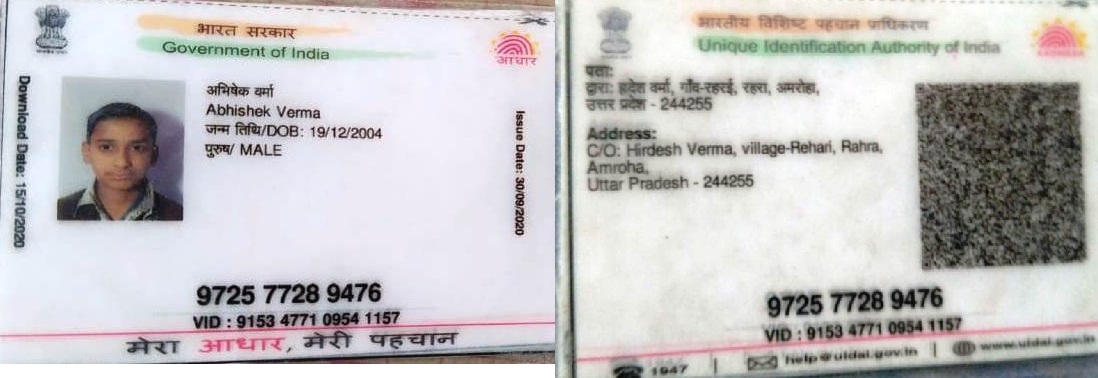 भारत सरकार
Government of India
आधार
Download Date: 15/10/2020
अभिषेक वर्मा
Abhishek Verma
जन्म तिथि/DOB: 19/12/2004
पुरुष/ MALE
Issue Date: 30/09/2020
9725 7728 9476
VID : 9153 4771 0954 1157
मेरा आधार, मेरी पहचान
भारतीय विशिष्ट पहचान प्राधिकरण
Unique Identification Authority of India
पता:
द्वारा: ह्रदेश वर्मा, गाँव-रहरई, रहरा, अमरोहा,
उत्तर प्रदेश - 244255
Address:
C/O: Hirdesh Verma, village-Rehari, Rahra,
Amroha,
Uttar Pradesh - 244255
9725 7728 9476
VID : 9153 4771 0954 1157
1947 | help@uidai.gov.in | www.uidai.gov.in